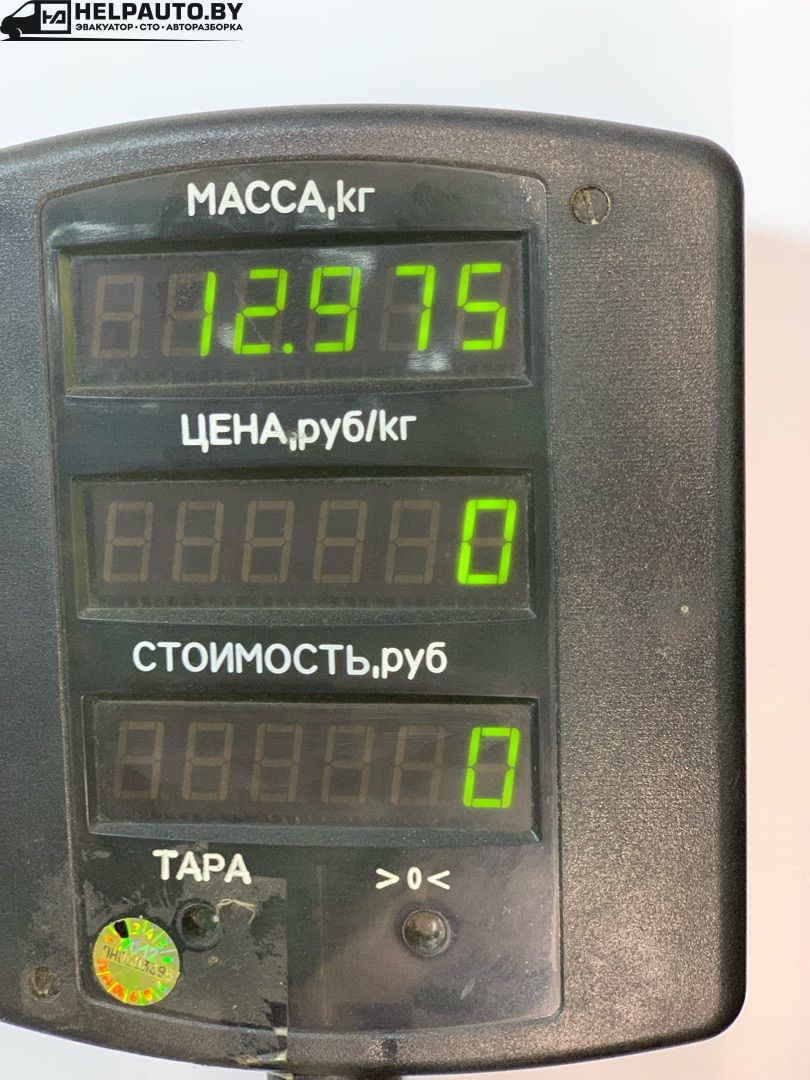 HELPAUTO.BY
ЭВАКУАТОР • СТО • АВТОРАЗБОРКА
МАССА,кг
12.975
ЦЕНА,руб/кг
0
СТОИМОСТЬ,руб
0
ТАРА >0<